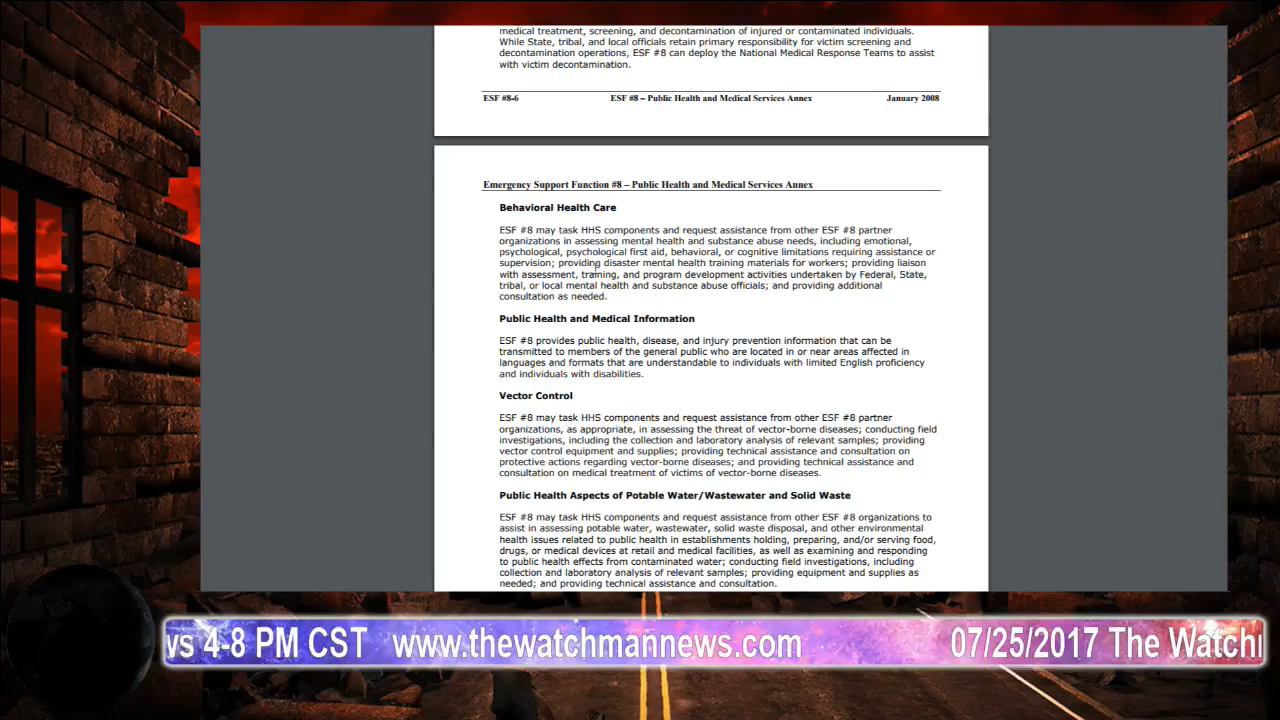 medical treatment, screening, and decontamination of injured or contaminated individuals.
While State, tribal, and local officials retain primary responsibility for victim screening and
decontamination operations, ESF #8 can deploy the National Medical Response Teams to assist
with victim decontamination.
ESF #8-6 ESF #8 – Public Health and Medical Services Annex January 2008
Emergency Support Function #8 – Public Health and Medical Services Annex
Behavioral Health Care
ESF #8 may task HHS components and request assistance from other ESF #8 partner
organizations in assessing mental health and substance abuse needs, including emotional,
psychological, psychological first aid, behavioral, or cognitive limitations requiring assistance or
supervision; providing disaster mental health training materials for workers; providing liaison
with assessment, training, and program development activities undertaken by Federal, State,
tribal, or local mental health and substance abuse officials; and providing additional
consultation as needed.
Public Health and Medical Information
ESF #8 provides public health, disease, and injury prevention information that can be
transmitted to members of the general public who are located in or near areas affected in
languages and formats that are understandable to individuals with limited English proficiency
and individuals with disabilities.
Vector Control
ESF #8 may task HHS components and request assistance from other ESF #8 partner
organizations, as appropriate, in assessing the threat of vector-borne diseases; conducting field
investigations, including the collection and laboratory analysis of relevant samples; providing
vector control equipment and supplies; providing technical assistance and consultation on
protective actions regarding vector-borne diseases; and providing technical assistance and
consultation on medical treatment of victims of vector-borne diseases.
Public Health Aspects of Potable Water/Wastewater and Solid Waste
ESF #8 may task HHS components and request assistance from other ESF #8 organizations to
assist in assessing potable water, wastewater, solid waste disposal, and other environmental
health issues related to public health in establishments holding, preparing, and/or serving food,
drugs, or medical devices at retail and medical facilities, as well as examining and responding
to public health effects from contaminated water; conducting field investigations, including
collection and laboratory analysis of relevant samples; providing equipment and supplies as
needed; and providing technical assistance and consultation.
4-8 PM CST www.thewatchmannews.com 07/25/2017 The